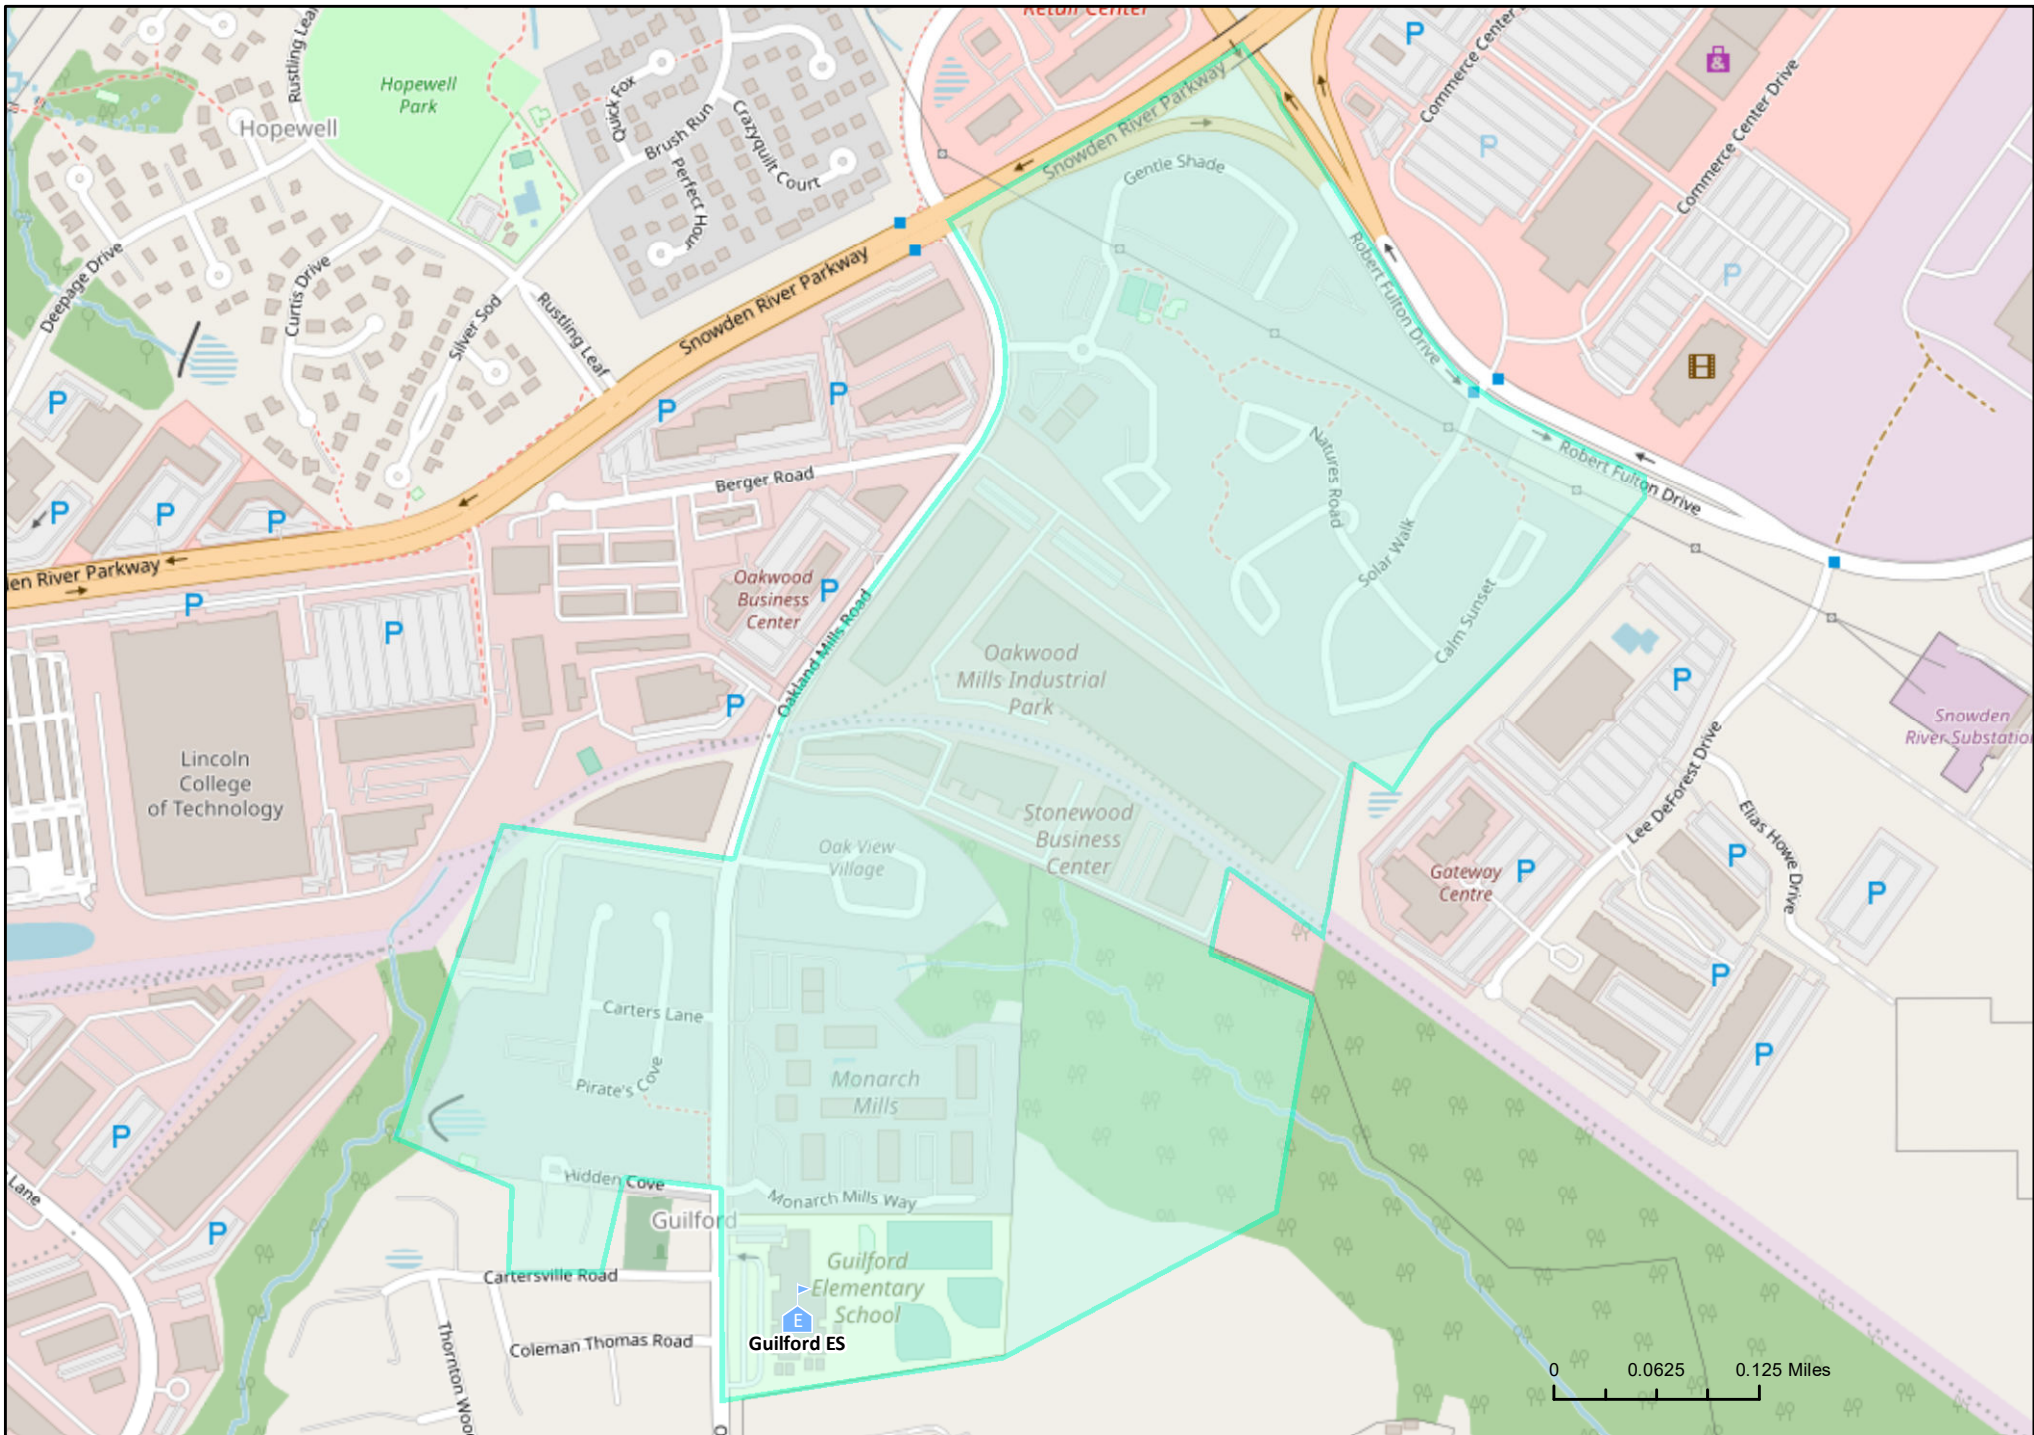 Retail Center
Rustling Leaf
Hopewell
Park
Hopewell
Quick Fox
Brush Run
Crazyquilt Court
Perfect Hour
Snowden River Parkway
Gentle Shade
Commerce Center
Commerce Center Drive
P
P
P
&
Deepage Drive
Curtis Drive
Silver Sod
Rustling Leaf
Snowden River Parkway
Robert Fulton Drive
P
P
P
P
P
P
Berger Road
Natures Road
Robert Fulton Drive
Solar Walk
Calm Sunset
den River Parkway
P
P
Oakwood
Business
Center
P
P
Oakland Mills Road
Oakwood
Mills Industrial
Park
P
Snowden
River Substation
Lee DeForest Drive
Elias Howe Drive
Lincoln
College
of Technology
Oak View
Village
Stonewood
Business
Center
Gateway
Centre
P
P
P
P
P
Carters Lane
Pirate's Cove
Monarch
Mills
P
Lane
P
Hidden Cove
Monarch Mills Way
Guilford
Guilford
Elementary
School
Cartersville Road
E
Guilford ES
Coleman Thomas Road
Thornton Woo
O
0 0.0625 0.125 Miles